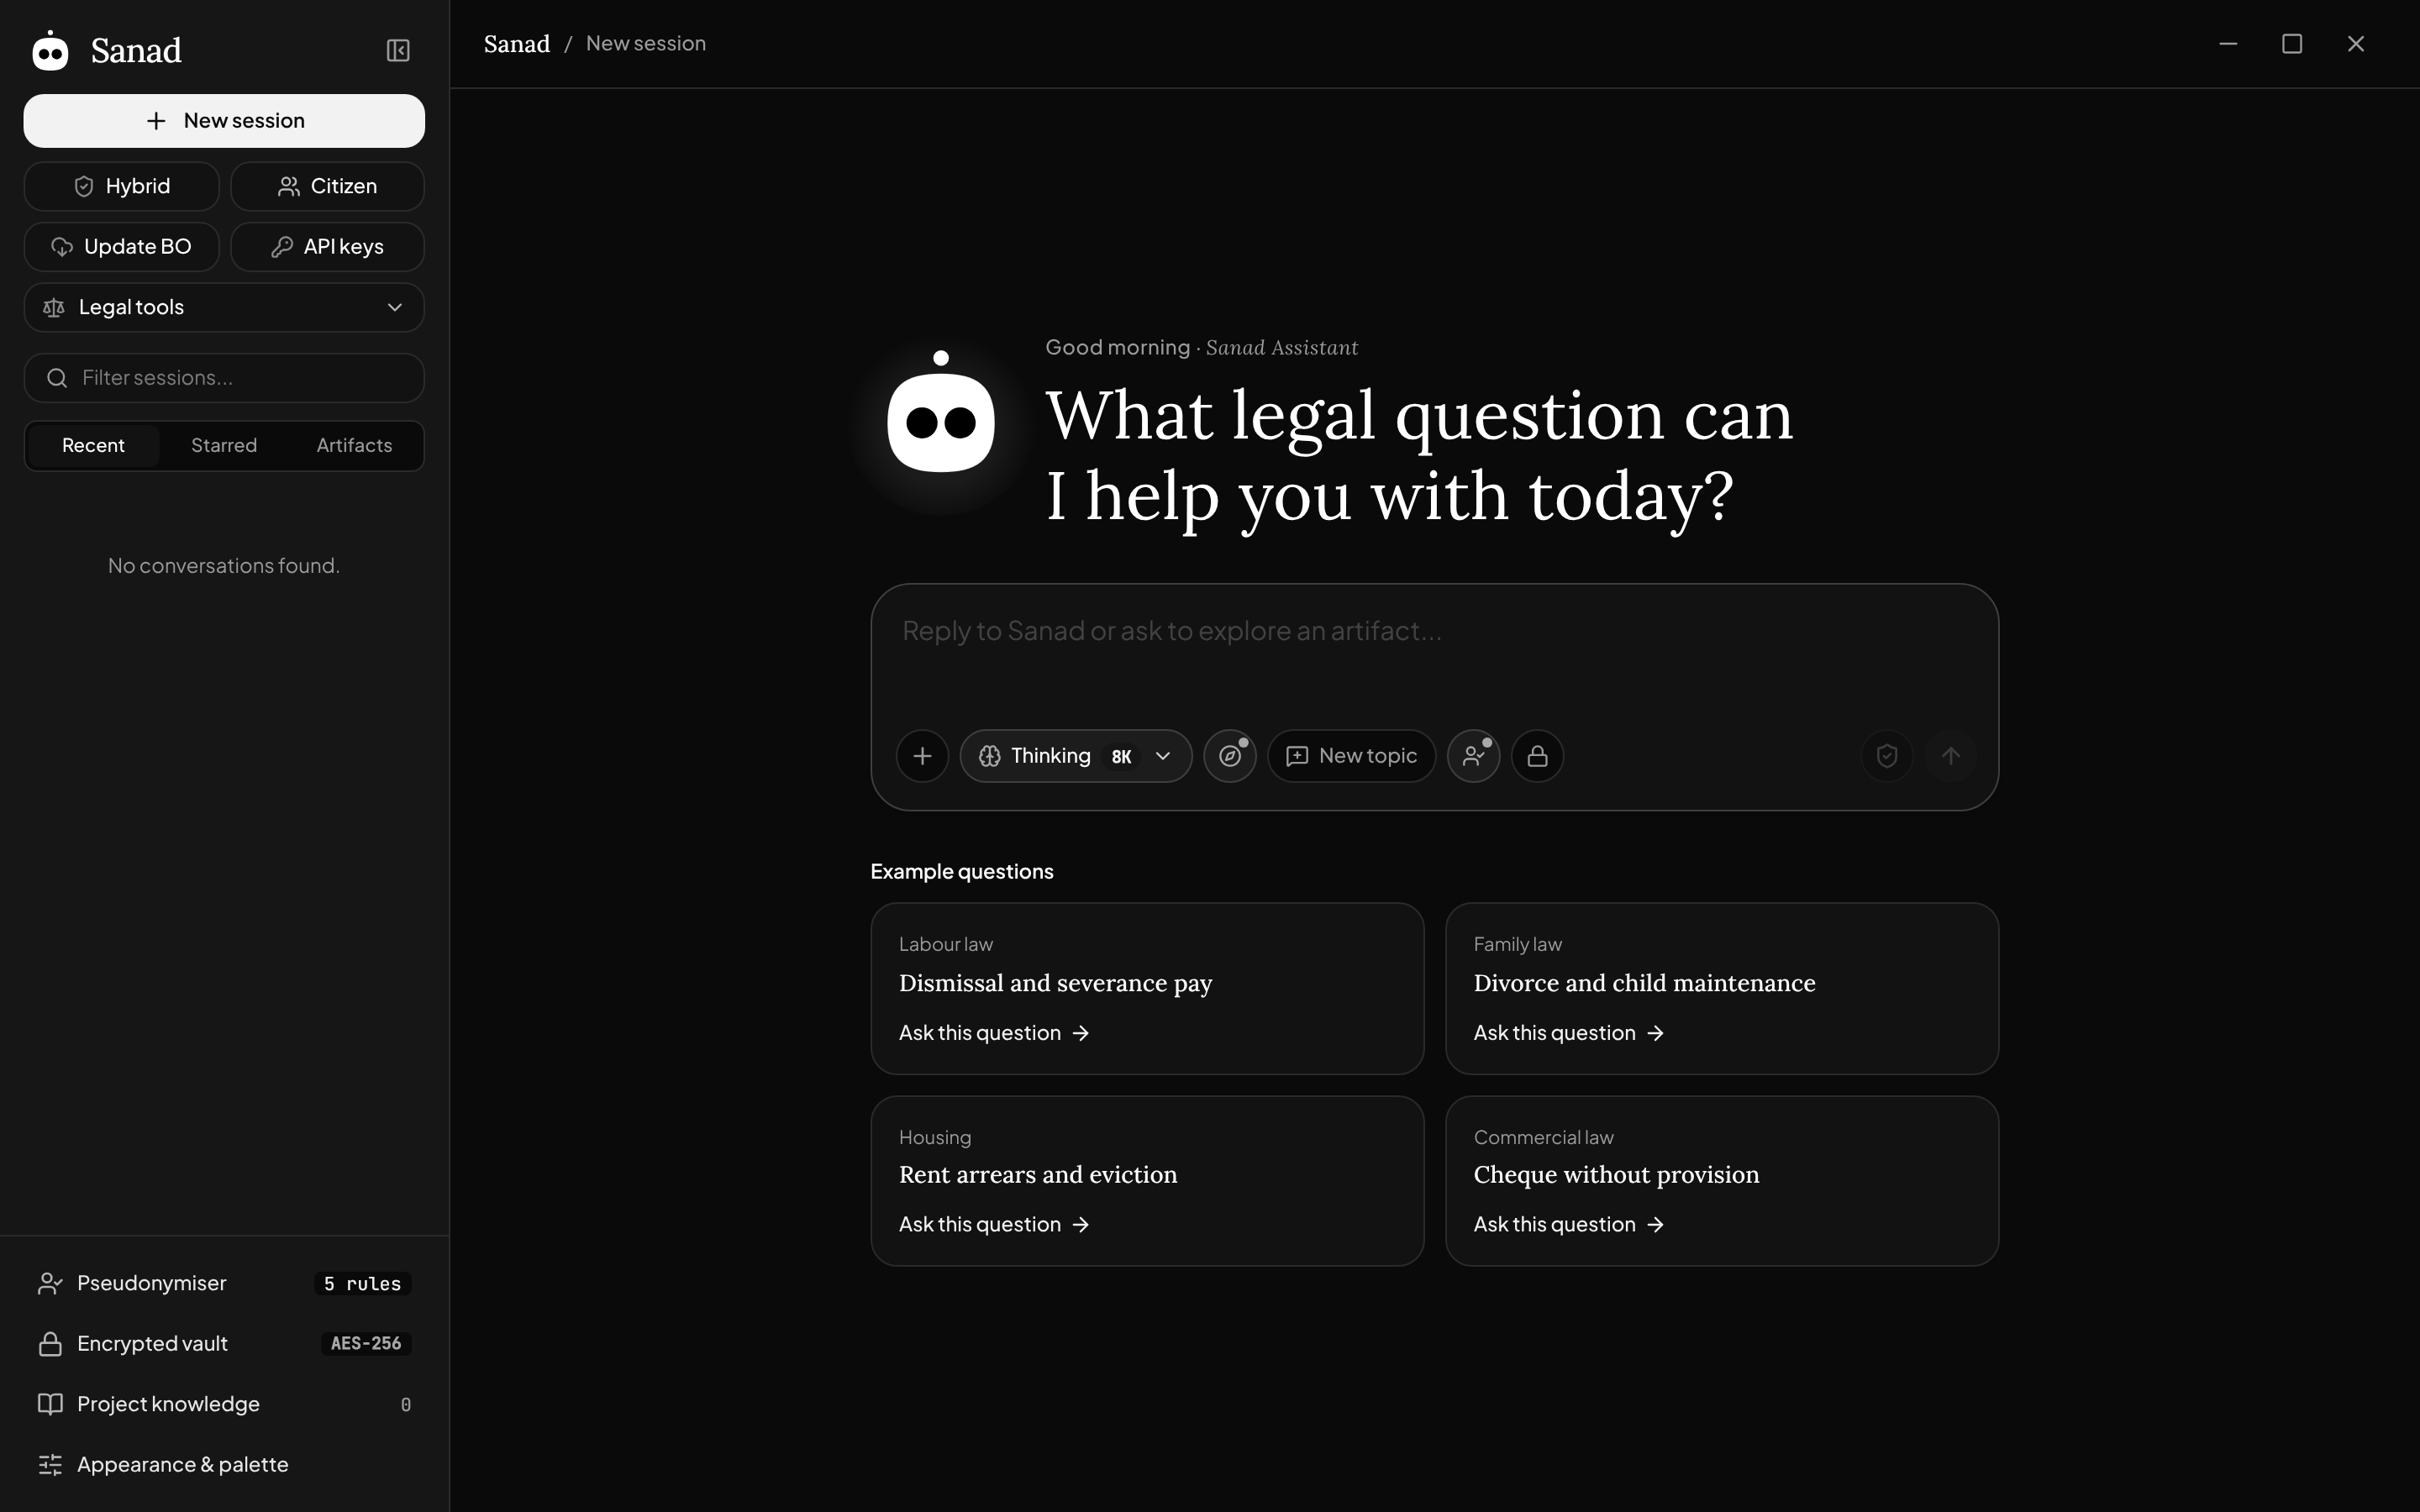 Sanad
New session
Hybrid
Citizen
Update BO
API keys
Legal tools
Filter sessions...
Recent
Starred
Artifacts
No conversations found.
Pseudonymiser
5 rules
Encrypted vault
AES-256
Project knowledge
0
Appearance & palette
Sanad / New session
Good morning · Sanad Assistant
What legal question can
I help you with today?
Reply to Sanad or ask to explore an artifact...
Thinking 8K
New topic
Example questions
Labour law
Dismissal and severance pay
Ask this question →
Family law
Divorce and child maintenance
Ask this question →
Housing
Rent arrears and eviction
Ask this question →
Commercial law
Cheque without provision
Ask this question →